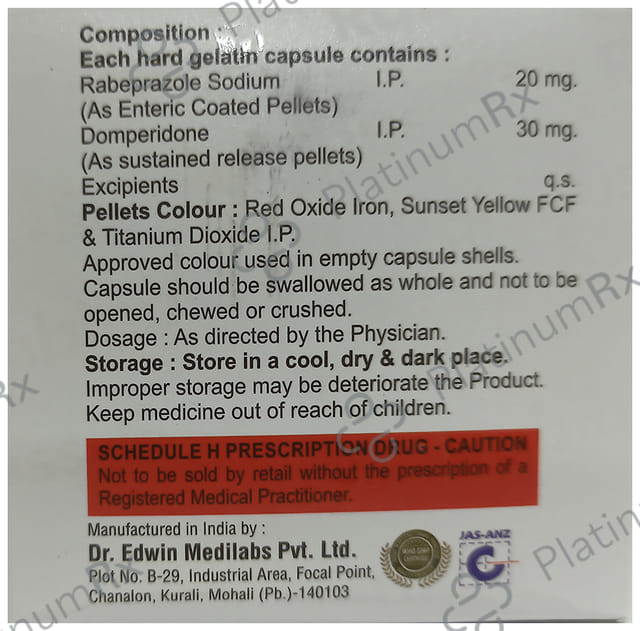 Composition :
Each hard gelatin capsule contains :
Rabeprazole Sodium I.P. 20 mg.
(As Enteric Coated Pellets)
Domperidone I.P. 30 mg.
(As sustained release pellets)
Excipients q.s.
Pellets Colour : Red Oxide Iron, Sunset Yellow FCF
& Titanium Dioxide I.P.
Approved colour used in empty capsule shells.
Capsule should be swallowed as whole and not to be
opened, chewed or crushed.
Dosage : As directed by the Physician.
Storage : Store in a cool, dry & dark place.
Improper storage may be deteriorate the Product.
Keep medicine out of reach of children.
SCHEDULE H PRESCRIPTION DRUG - CAUTION
Not to be sold by retail without the prescription of a
Registered Medical Practitioner.
Manufactured in India by :
Dr. Edwin Medilabs Pvt. Ltd.
Plot No. B-29, Industrial Area, Focal Point,
Chanalon, Kurali, Mohali (Pb.)-140103
JAS-ANZ
PlatinumRx
PlatinumRx
PlatinumRx